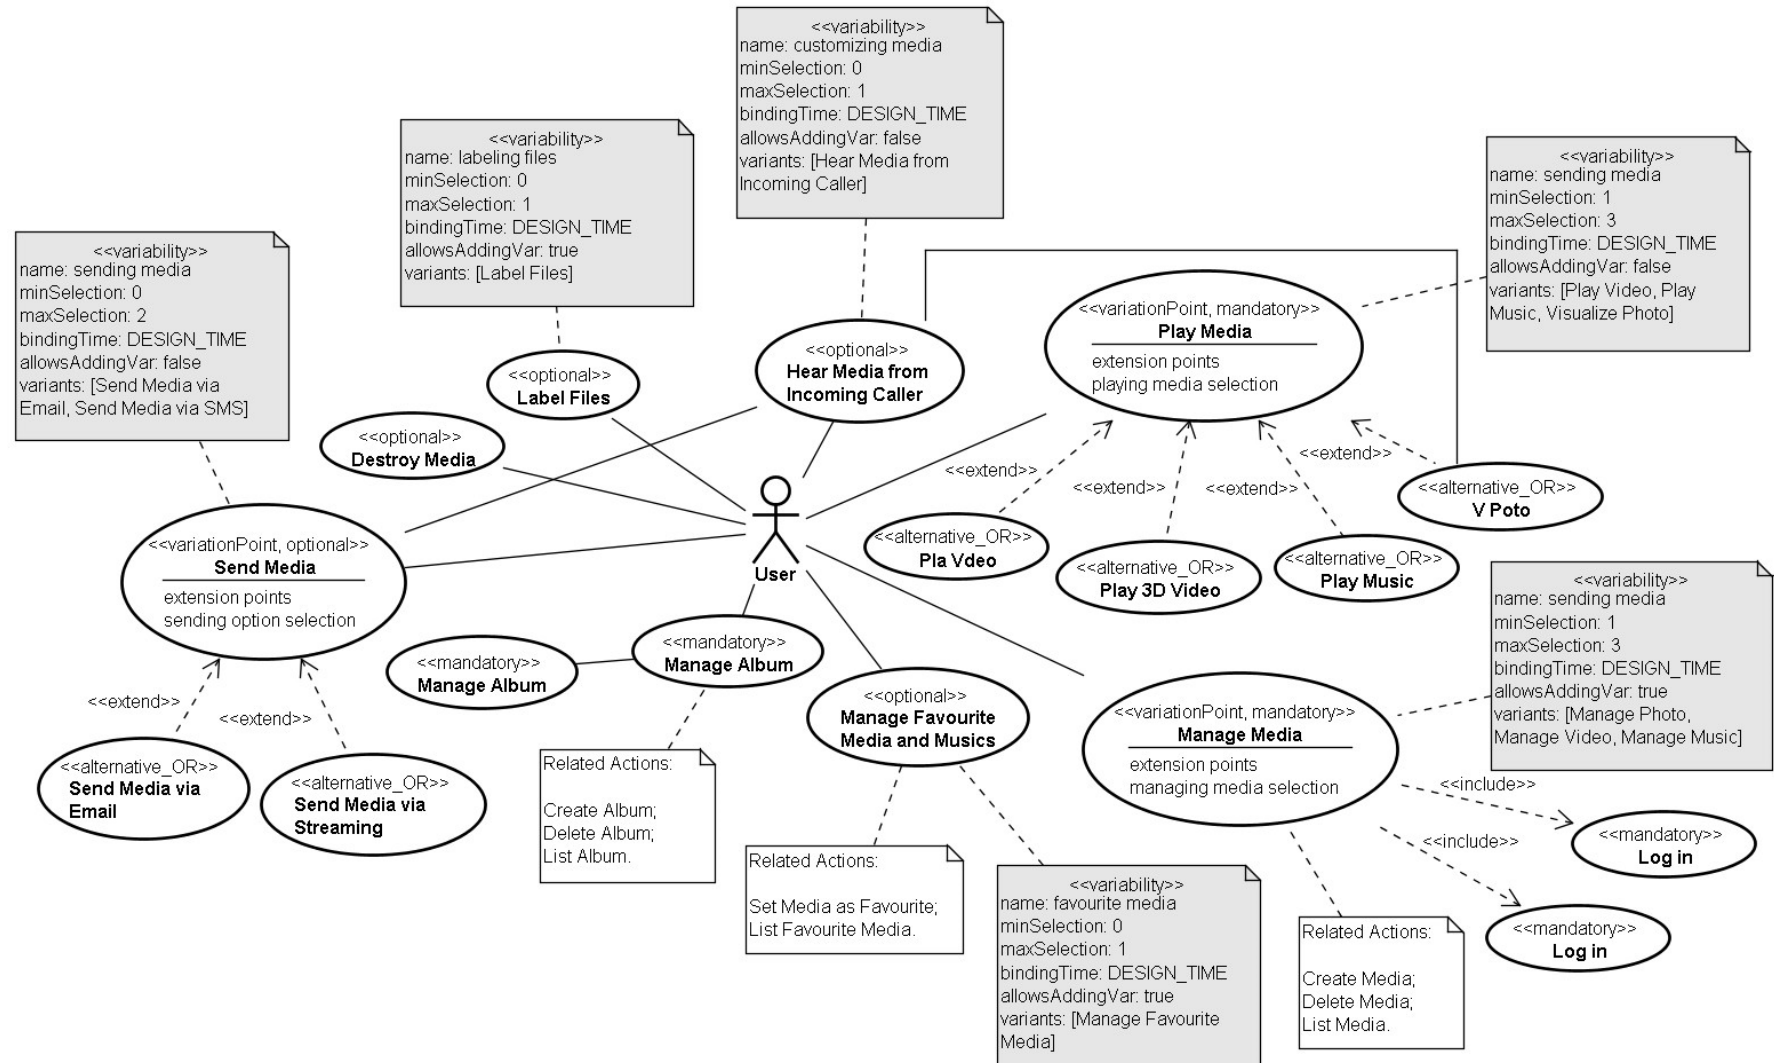 <<variability>>
name: customizing media
minSelection: 0
maxSelection: 1
bindingTime: DESIGN_TIME
allowsAddingVar: false
variants: [Hear Media from
Incoming Caller]
<<variability>>
name: labeling files
minSelection: 0
maxSelection: 1
bindingTime: DESIGN_TIME
allowsAddingVar: true
variants: [Label Files]
<<variability>>
name: sending media
minSelection: 1
maxSelection: 3
bindingTime: DESIGN_TIME
allowsAddingVar: false
variants: [Play Video, Play
Music, Visualize Photo]
<<variability>>
name: sending media
minSelection: 0
maxSelection: 2
bindingTime: DESIGN_TIME
allowsAddingVar: false
variants: [Send Media via
Email, Send Media via SMS]
<<optional>>
Label Files
<<optional>>
Hear Media from
Incoming Caller
<<variationPoint, mandatory>>
Play Media
extension points
playing media selection
<<optional>>
Destroy Media
<<extend>>
<<extend>>
<<extend>>
<<extend>>
<<alternative_OR>>
V Poto
<<alternative_OR>>
Pla Vdeo
<<alternative_OR>>
Play 3D Video
<<alternative_OR>>
Play Music
User
<<variationPoint, optional>>
Send Media
extension points
sending option selection
<<extend>>
<<extend>>
<<alternative_OR>>
Send Media via
Email
<<alternative_OR>>
Send Media via
Streaming
<<mandatory>>
Manage Album
<<mandatory>>
Manage Album
Related Actions:
Create Album;
Delete Album;
List Album.
<<optional>>
Manage Favourite
Media and Musics
Related Actions:
Set Media as Favourite;
List Favourite Media.
<<variability>>
name: favourite media
minSelection: 0
maxSelection: 1
bindingTime: DESIGN_TIME
allowsAddingVar: true
variants: [Manage Favourite
Media]
<<variationPoint, mandatory>>
Manage Media
extension points
managing media selection
<<variability>>
name: sending media
minSelection: 1
maxSelection: 3
bindingTime: DESIGN_TIME
allowsAddingVar: true
variants: [Manage Photo,
Manage Video, Manage Music]
<<include>>
<<include>>
<<mandatory>>
Log in
<<mandatory>>
Log in
Related Actions:
Create Media;
Delete Media;
List Media.